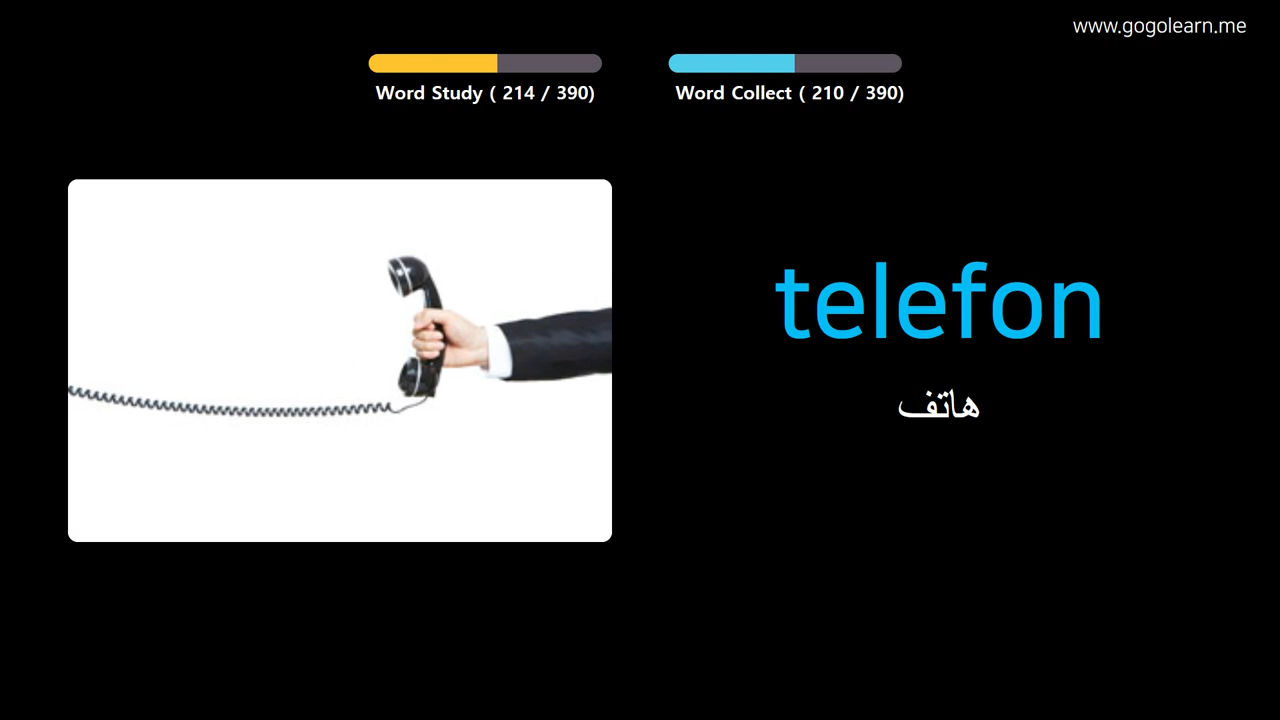 www.gogolearn.me
Word Study ( 214 / 390)
Word Collect ( 210 / 390)
telefon
هاتف